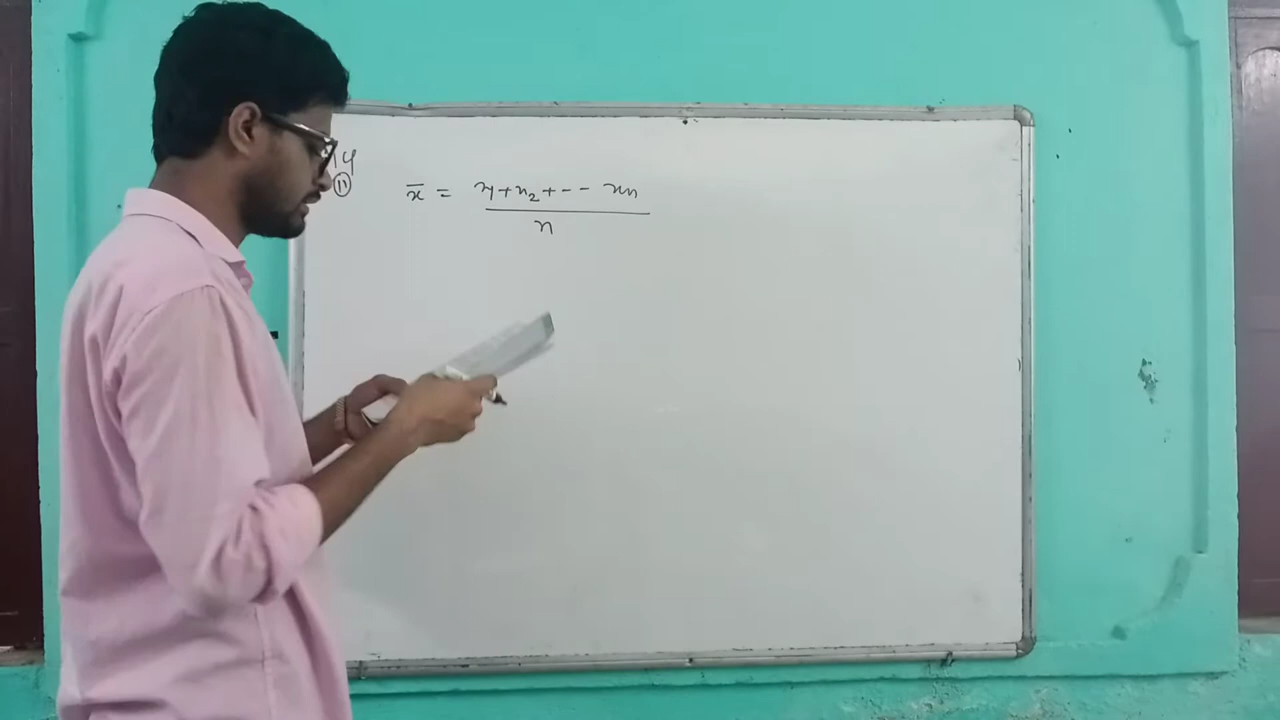 14
⑪
x̄ = x₁+x₂+--- xₙ
n